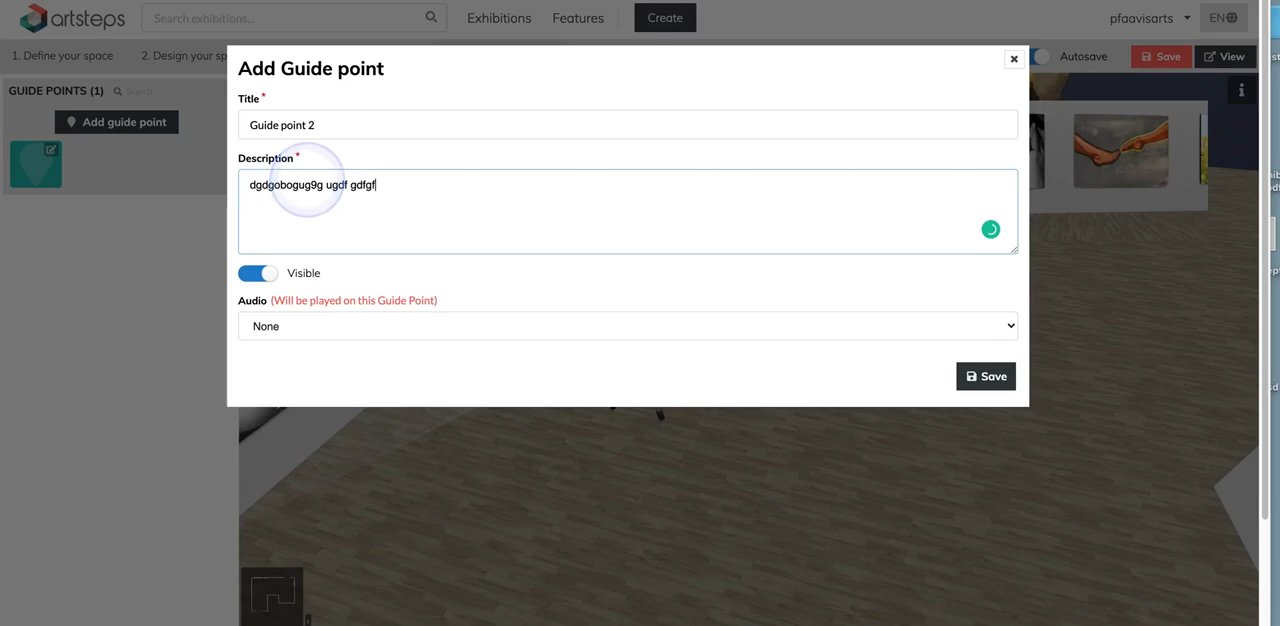 artsteps
Search exhibitions...
Exhibitions
Features
Create
pfaavisarts
EN
1. Define your space
2. Design your sp
Autosave
Save
View
GUIDE POINTS (1)
Search
Add guide point
Add Guide point
Title *
Guide point 2
Description *
dgdgobogug9g ugdf gdfgf
Visible
Audio (Will be played on this Guide Point)
None
Save